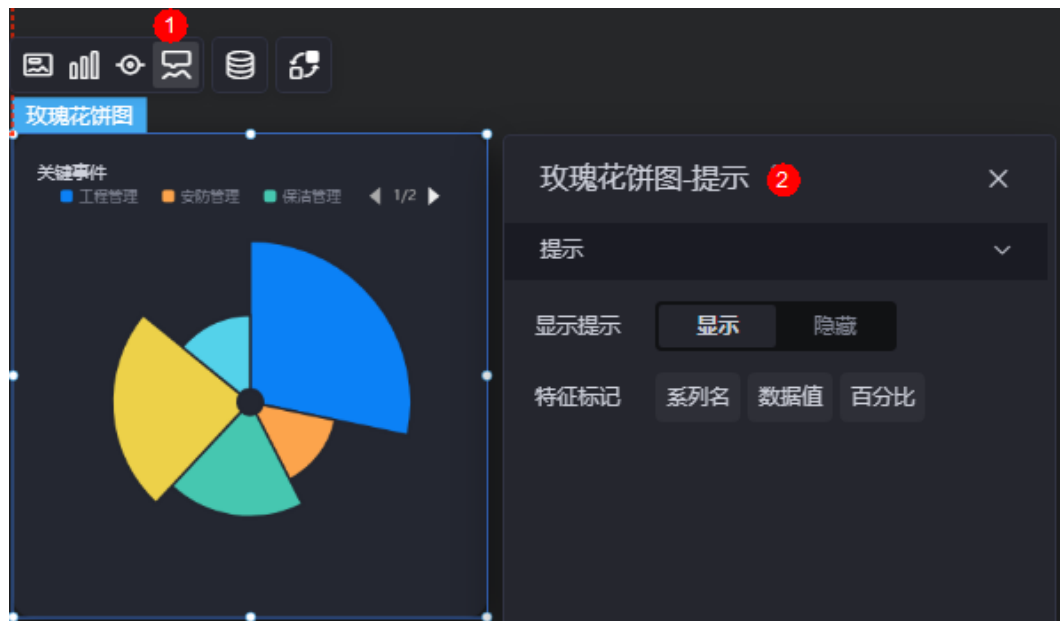 1
玫瑰花饼图
关键事件
工程管理 安防管理 保洁管理 1/2
玫瑰花饼图-提示 2
提示
显示提示 显示 隐藏
特征标记 系列名 数据值 百分比